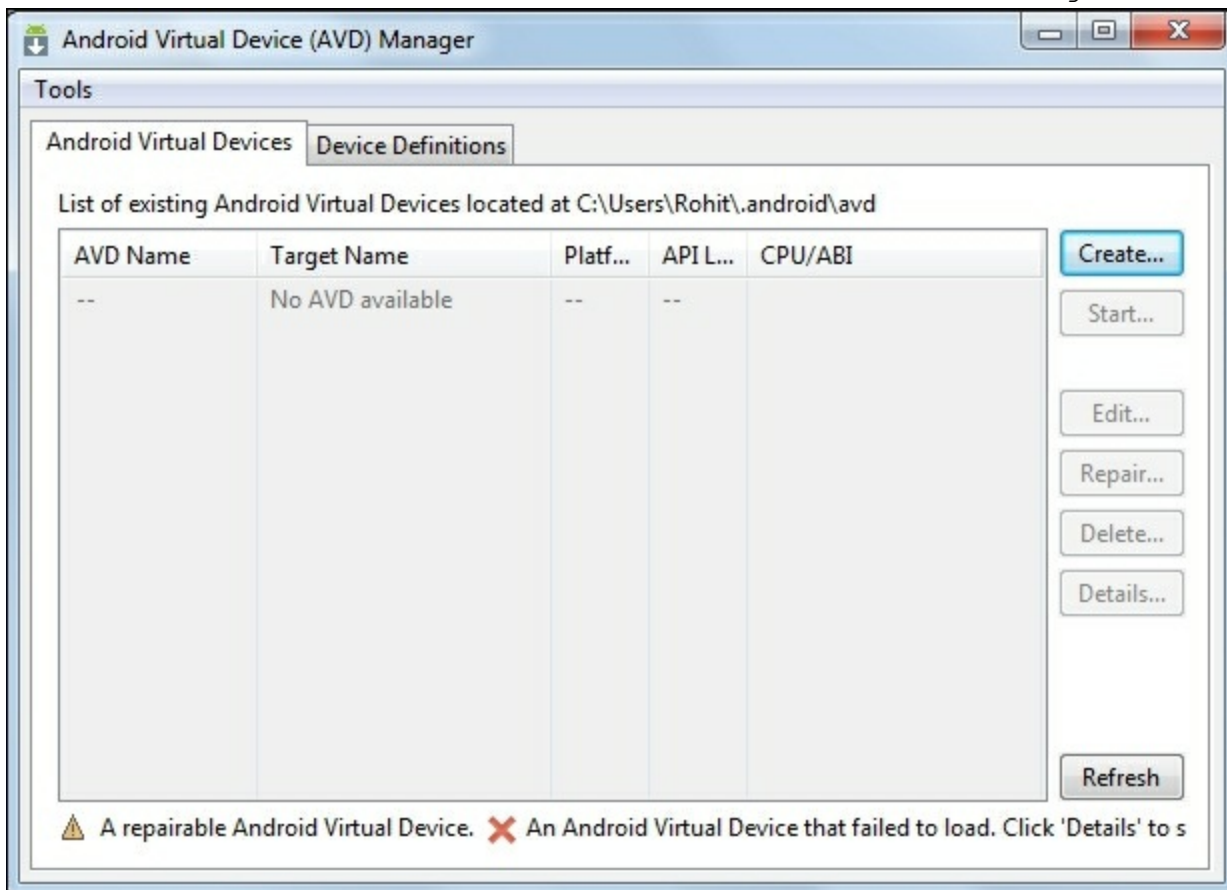 Android Virtual Device (AVD) Manager
Tools
Android Virtual Devices Device Definitions
List of existing Android Virtual Devices located at C:\Users\Rohit\.android\avd
AVD Name Target Name Platf... API L... CPU/ABI
-- No AVD available -- --
Create...
Start...
Edit...
Repair...
Delete...
Details...
Refresh
A repairable Android Virtual Device. An Android Virtual Device that failed to load. Click 'Details' to s